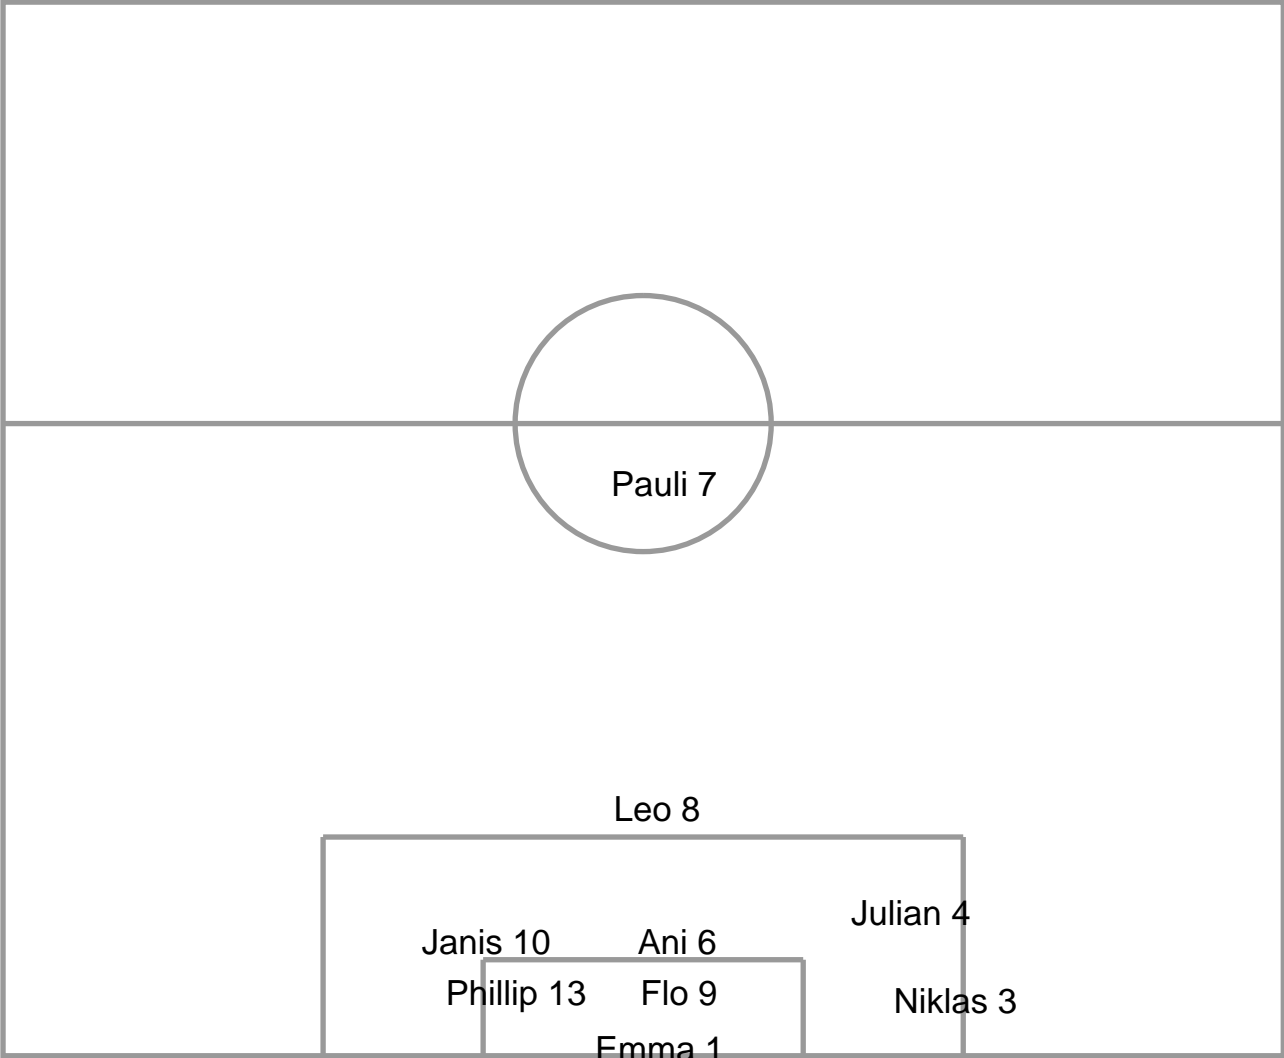 Pauli 7
Leo 8
Julian 4
Janis 10
Ani 6
Phillip 13
Flo 9
Niklas 3
Emma 1